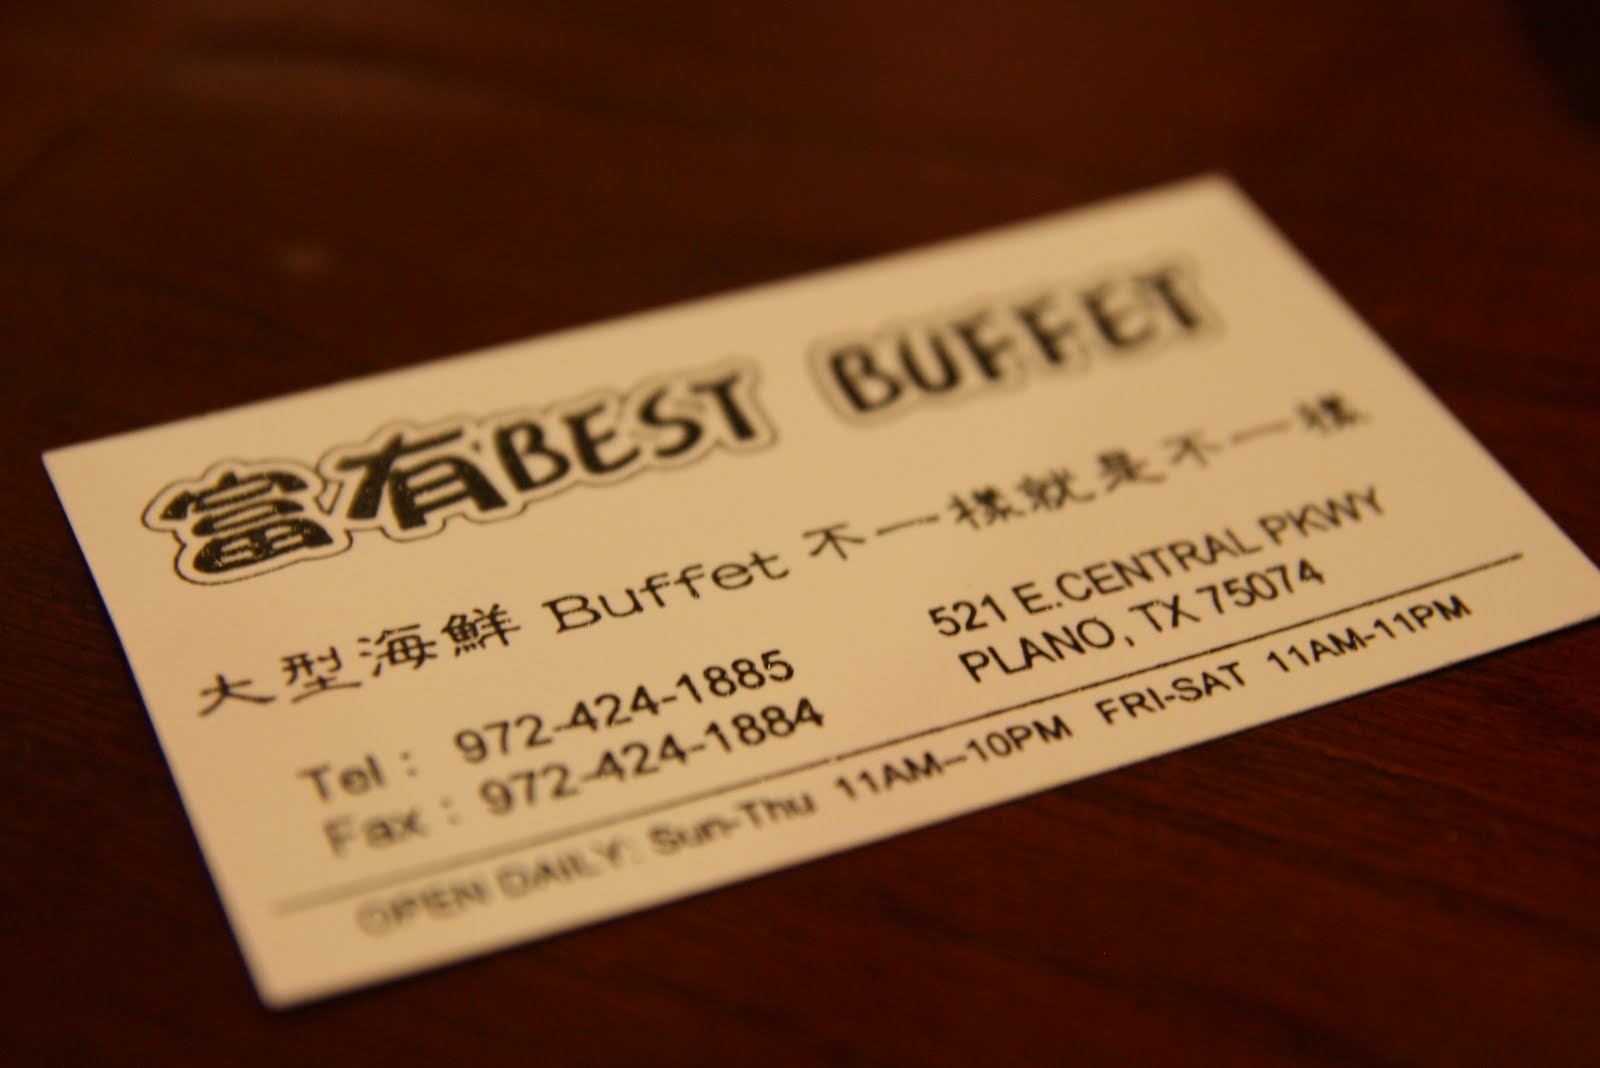 富有BEST BUFFET
大型海鮮 Buffet 不一樣就是不一樣
Tel : 972-424-1885
Fax : 972-424-1884
521 E.CENTRAL PKWY
PLANO, TX 75074
OPEN DAILY: Sun-Thu 11AM-10PM FRI-SAT 11AM-11PM